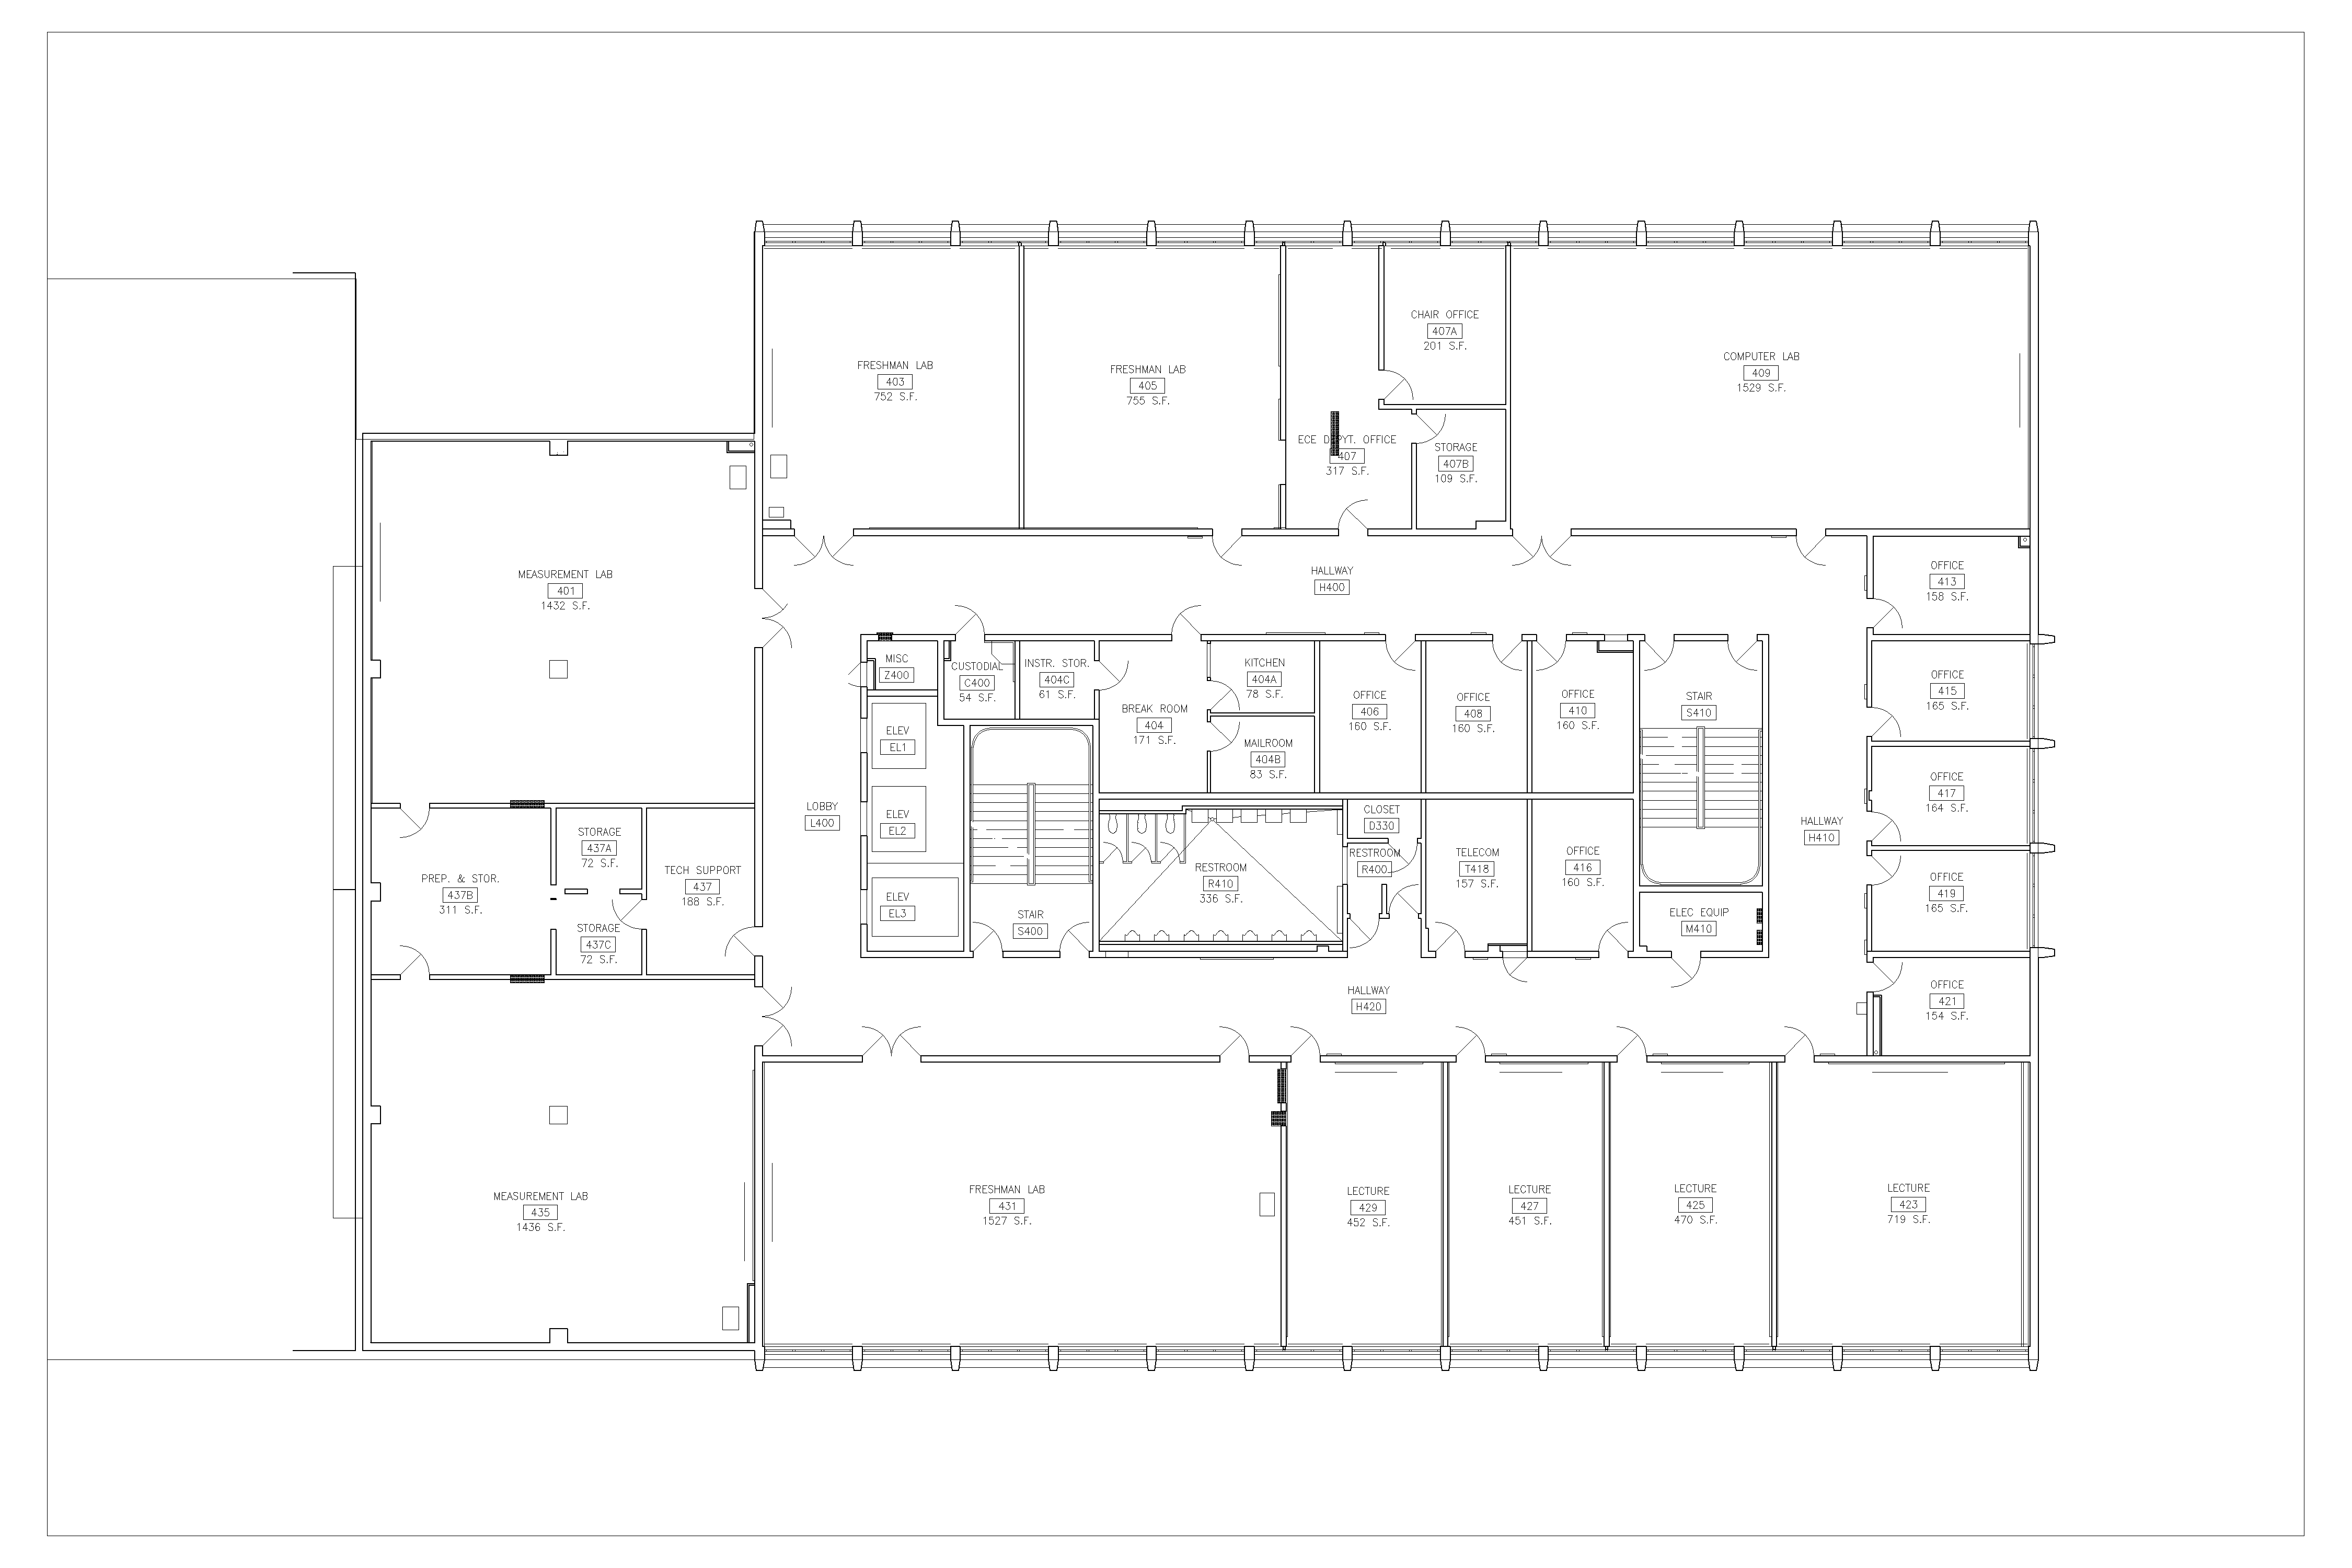 CHAIR OFFICE
407A
201 S.F.
FRESHMAN LAB
403
752 S.F.
FRESHMAN LAB
405
755 S.F.
COMPUTER LAB
409
1529 S.F.
ECE D PYT. OFFICE
407
317 S.F.
STORAGE
407B
109 S.F.
MEASUREMENT LAB
401
1432 S.F.
HALLWAY
H400
OFFICE
413
158 S.F.
MISC
Z400
CUSTODIAL
C400
54 S.F.
INSTR. STOR.
404C
61 S.F.
KITCHEN
404A
78 S.F.
BREAK ROOM
404
171 S.F.
MAILROOM
404B
83 S.F.
OFFICE
406
160 S.F.
OFFICE
408
160 S.F.
OFFICE
410
160 S.F.
STAIR
S410
OFFICE
415
165 S.F.
ELEV
EL1
ELEV
EL2
ELEV
EL3
LOBBY
L400
OFFICE
417
164 S.F.
HALLWAY
H410
CLOSET
D330
RESTROOM
R400
RESTROOM
R410
336 S.F.
TELECOM
T418
157 S.F.
OFFICE
416
160 S.F.
OFFICE
419
165 S.F.
STORAGE
437A
72 S.F.
TECH SUPPORT
437
188 S.F.
PREP. & STOR.
437B
311 S.F.
STORAGE
437C
72 S.F.
STAIR
S400
ELEC EQUIP
M410
HALLWAY
H420
OFFICE
421
154 S.F.
MEASUREMENT LAB
435
1436 S.F.
FRESHMAN LAB
431
1527 S.F.
LECTURE
429
452 S.F.
LECTURE
427
451 S.F.
LECTURE
425
470 S.F.
LECTURE
423
719 S.F.